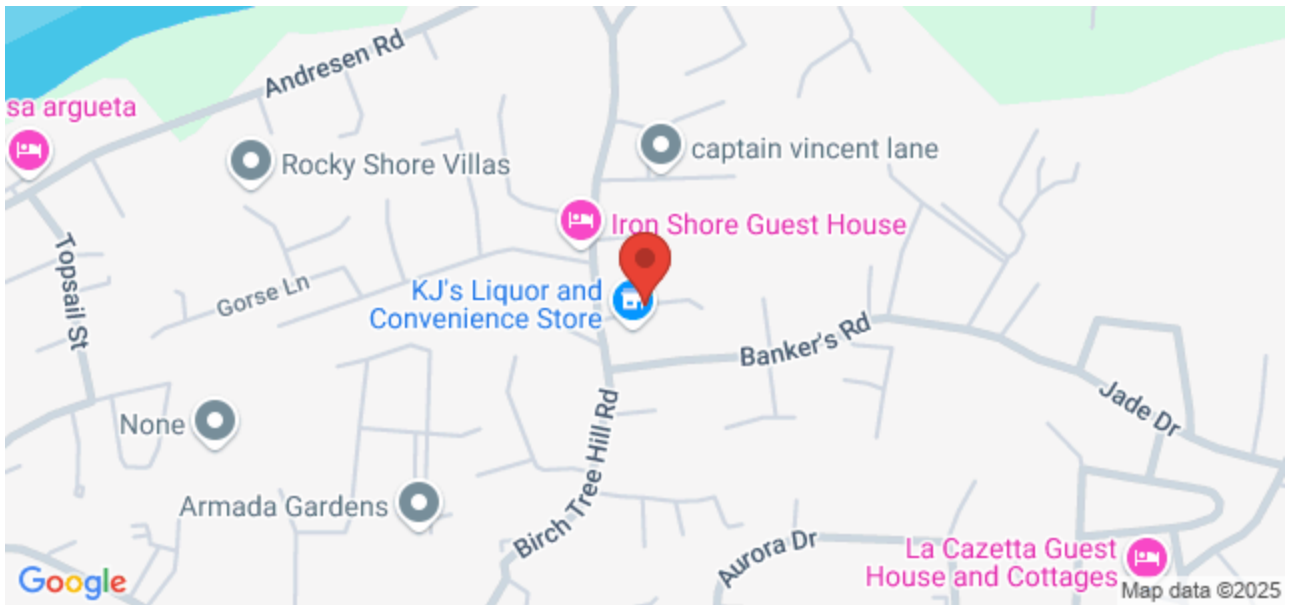 Andresen Rd
sa argueta
Rocky Shore Villas
captain vincent lane
Iron Shore Guest House
Topsail St
Gorse Ln
KJ's Liquor and
Convenience Store
Banker's Rd
Jade Dr
None
Birch Tree Hill Rd
Armada Gardens
Aurora Dr
La Cazetta Guest
House and Cottages
Google
Map data ©2025